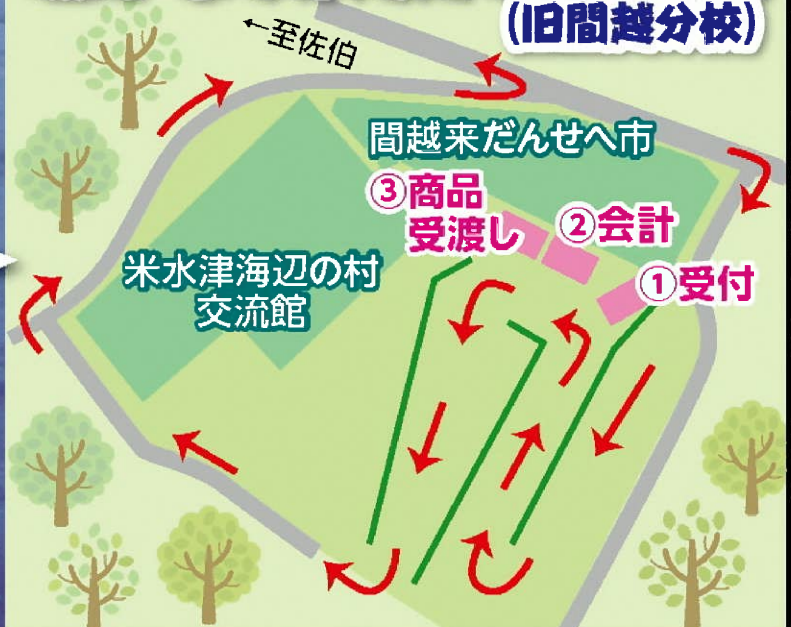 (旧間越分校)
←至佐伯
間越来だんせへ市
③商品
受渡し
②会計
①受付
米水津海辺の村
交流館